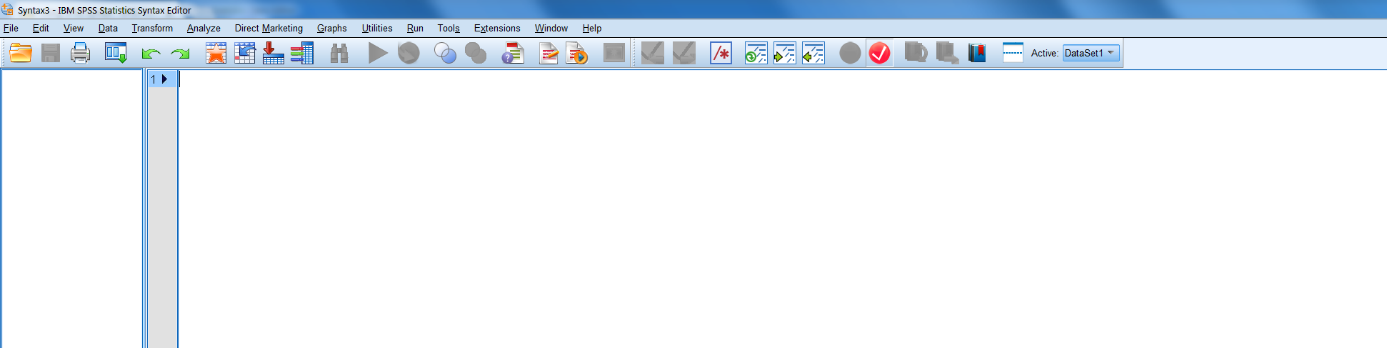 Syntax3 - IBM SPSS Statistics Syntax Editor
File Edit View Data Transform Analyze Direct Marketing Graphs Utilities Run Tools Extensions Window Help
/* Active: DataSet1
1